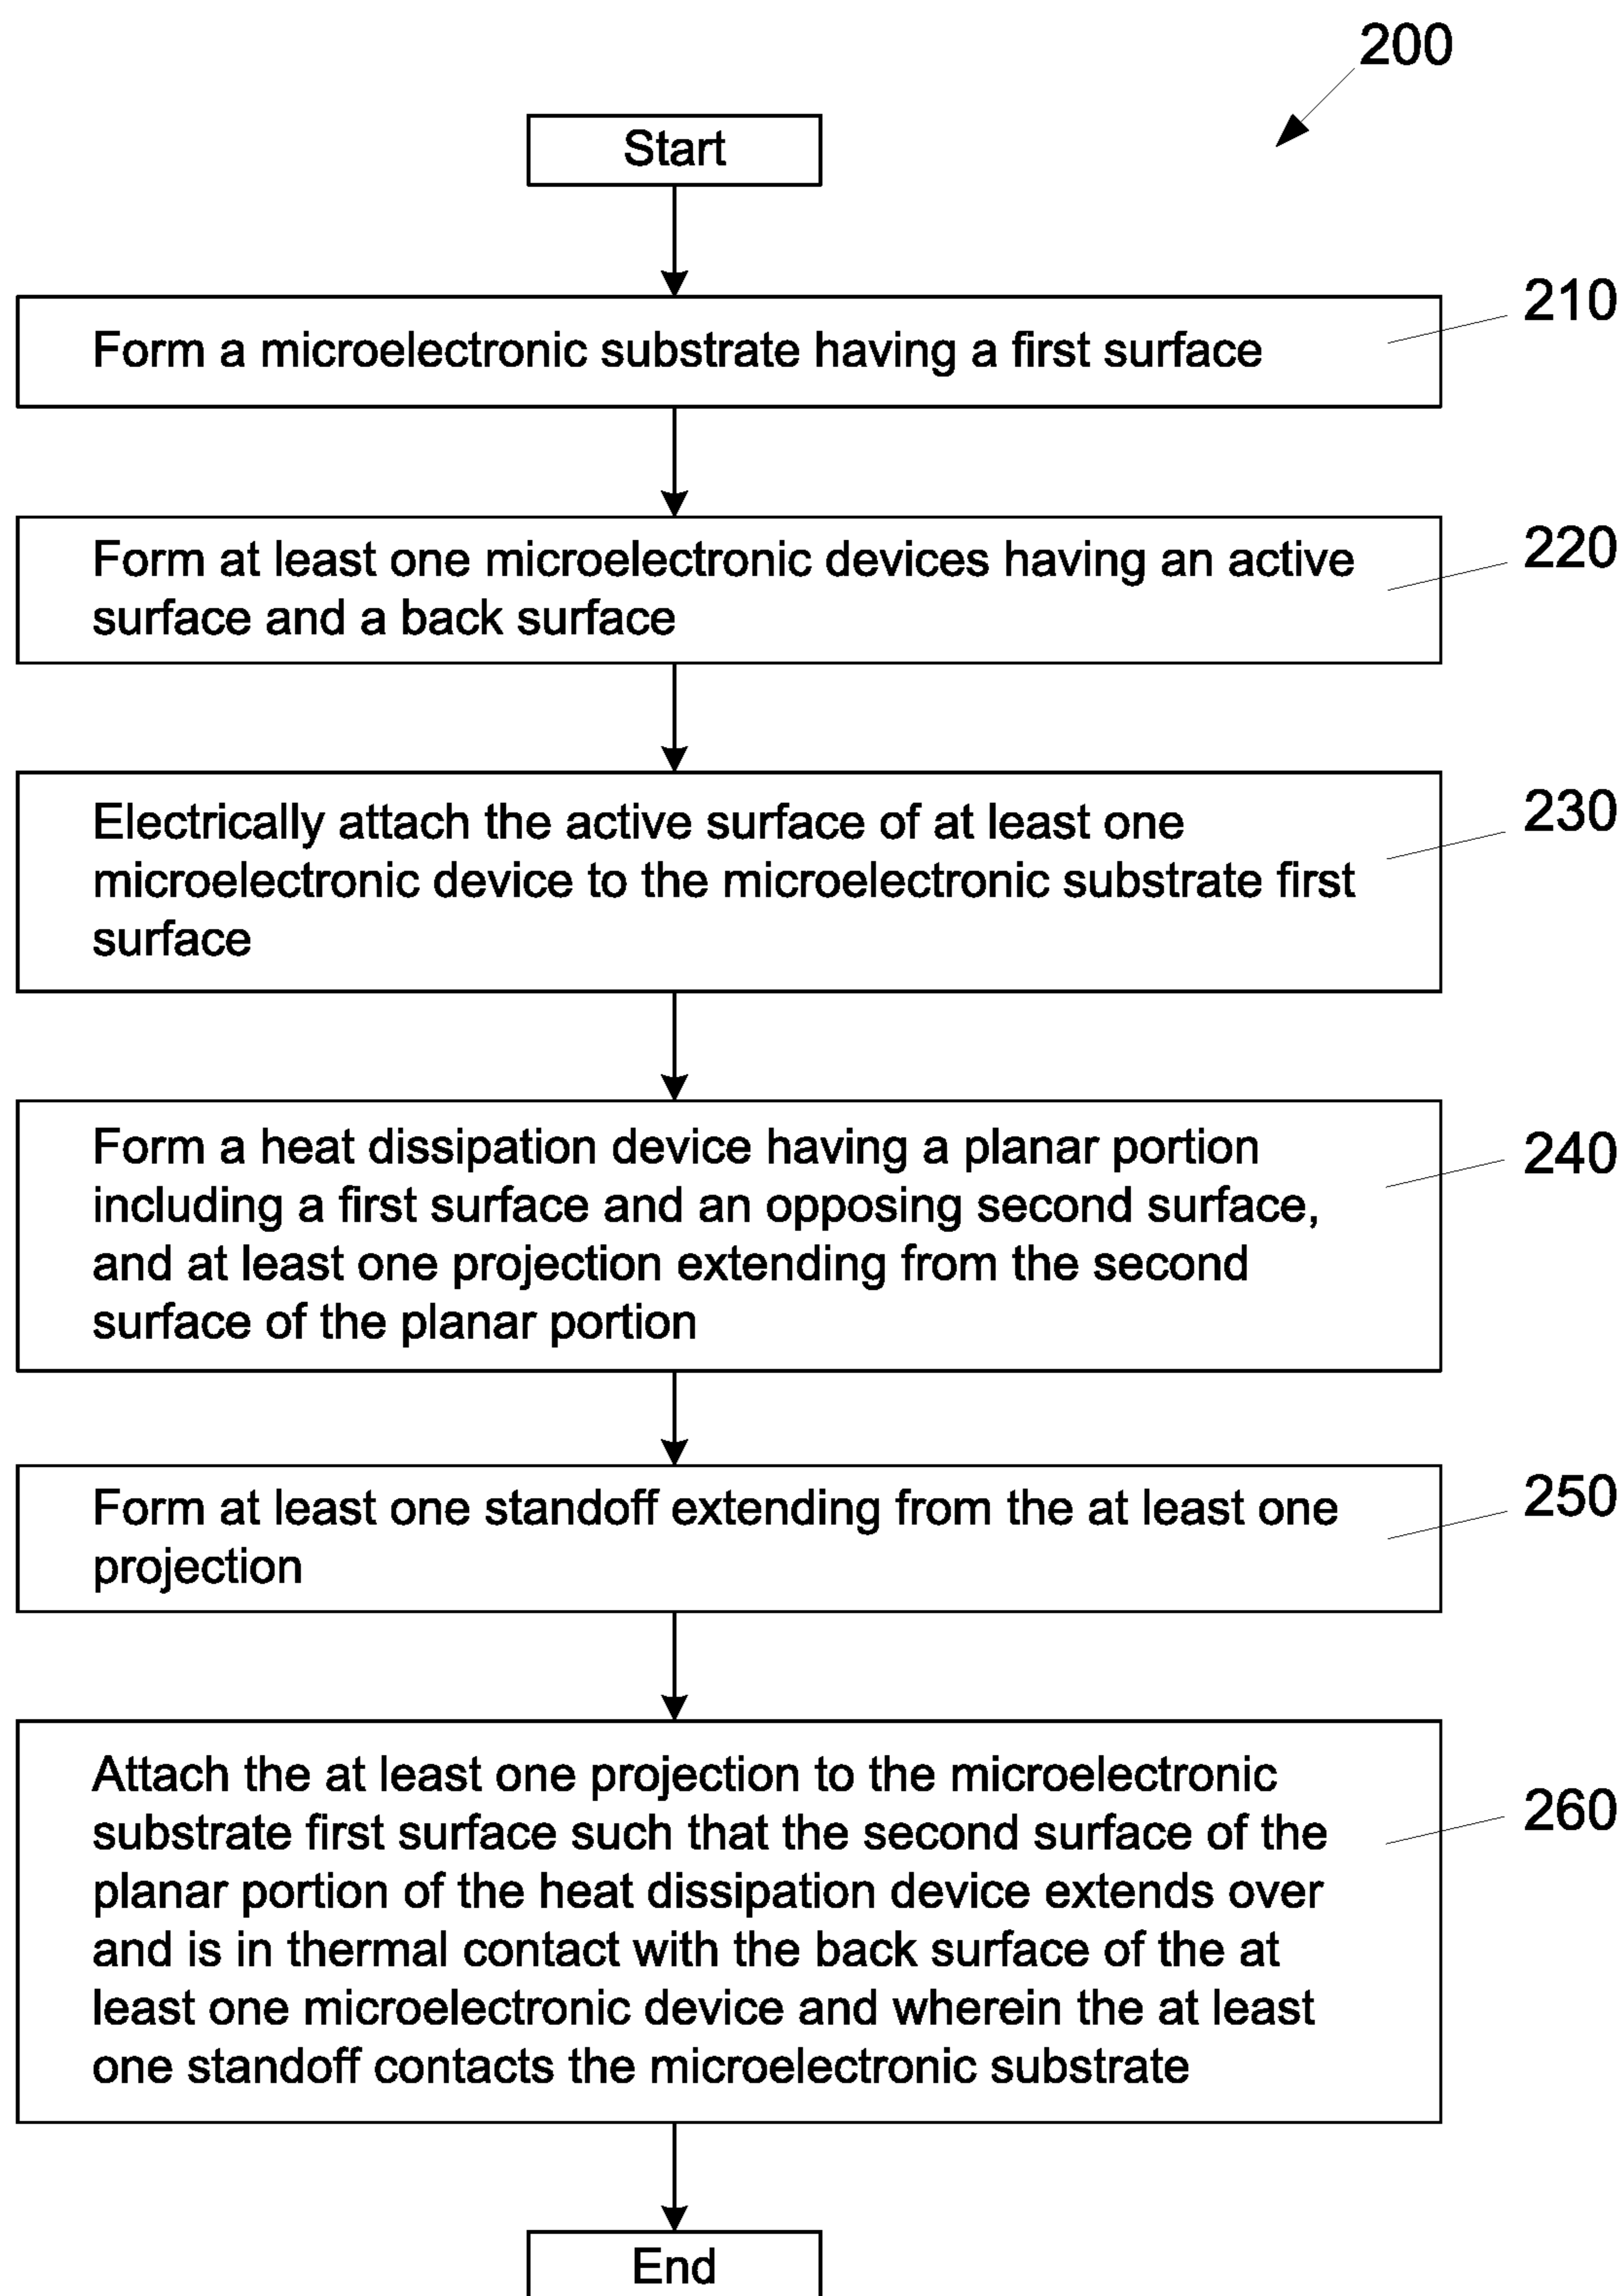 200
Start
210
Form a microelectronic substrate having a first surface
220
Form at least one microelectronic devices having an active
surface and a back surface
230
Electrically attach the active surface of at least one
microelectronic device to the microelectronic substrate first
surface
240
Form a heat dissipation device having a planar portion
including a first surface and an opposing second surface,
and at least one projection extending from the second
surface of the planar portion
250
Form at least one standoff extending from the at least one
projection
260
Attach the at least one projection to the microelectronic
substrate first surface such that the second surface of the
planar portion of the heat dissipation device extends over
and is in thermal contact with the back surface of the at
least one microelectronic device and wherein the at least
one standoff contacts the microelectronic substrate
End